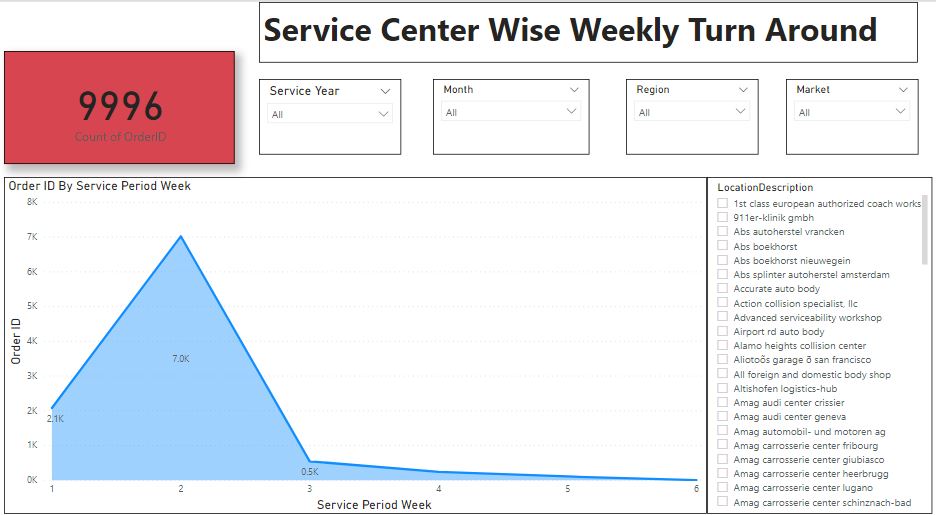 Service Center Wise Weekly Turn Around
9996
Count of OrderID
Service Year
All
Month
All
Region
All
Market
All
Order ID By Service Period Week
8K
7K
6K
5K
4K
3K
2K
1K
0K
Order ID
2.1K
7.0K
0.5K
1 2 3 4 5 6
Service Period Week
LocationDescription
1st class european authorized coach works
911er-klinik gmbh
Abs autoherstel vrancken
Abs boekhorst
Abs boekhorst nieuwegein
Abs splinter autoherstel amsterdam
Accurate auto body
Action collision specialist, llc
Advanced serviceability workshop
Airport rd auto body
Alamo heights collision center
Aliotoõs garage õ san francisco
All foreign and domestic body shop
Altishofen logistics-hub
Amag audi center crissier
Amag audi center geneva
Amag automobil- und motoren ag
Amag carrosserie center fribourg
Amag carrosserie center giubiasco
Amag carrosserie center heerbrugg
Amag carrosserie center lugano
Amag carrosserie center schinznach-bad